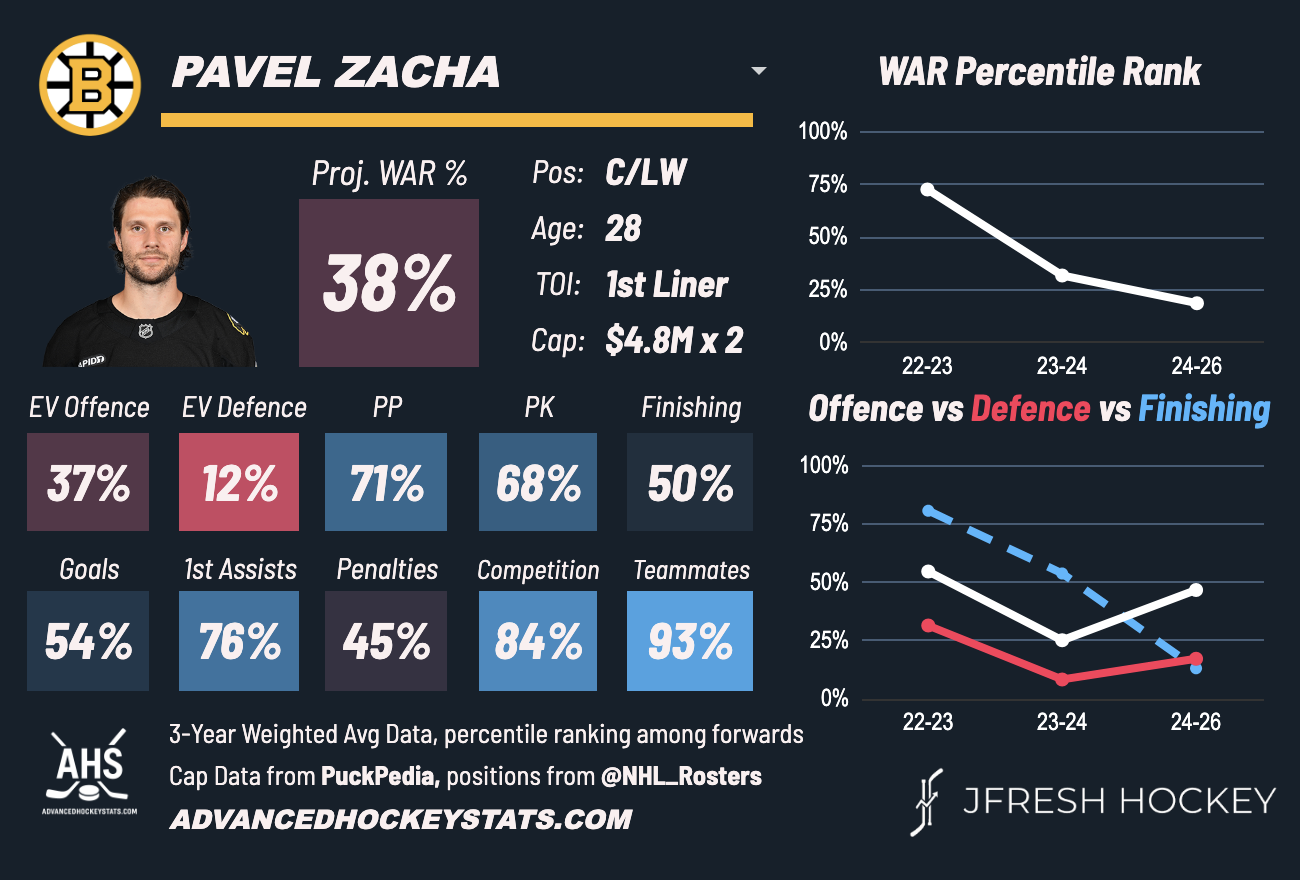 B
PAVEL ZACHA
Proj. WAR %
38%
Pos: C/LW
Age: 28
TOI: 1st Liner
Cap: $4.8M x 2
APIDS
EV Offence EV Defence PP PK Finishing
37% 12% 71% 68% 50%
Goals 1st Assists Penalties Competition Teammates
54% 76% 45% 84% 93%
WAR Percentile Rank
100%
75%
50%
25%
0%
22-23 23-24 24-26
Offence vs Defence vs Finishing
100%
75%
50%
25%
0%
22-23 23-24 24-26
AHS
ADVANCEDHOCKEYSTATS.COM
3-Year Weighted Avg Data, percentile ranking among forwards
Cap Data from PuckPedia, positions from @NHL_Rosters
ADVANCEDHOCKEYSTATS.COM
JFRESH HOCKEY